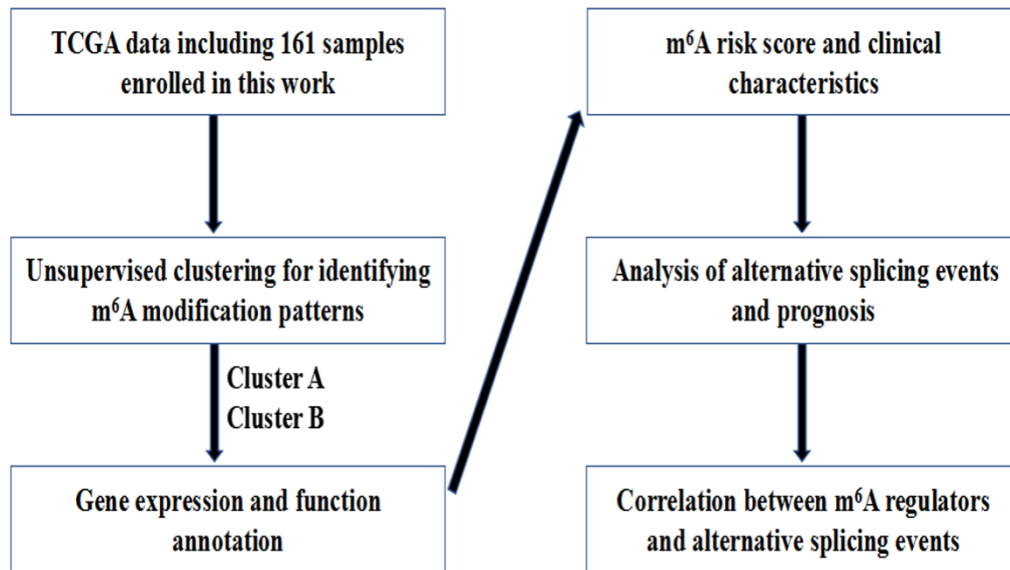 TCGA data including 161 samples
enrolled in this work
Unsupervised clustering for identifying
m⁶A modification patterns
Cluster A
Cluster B
Gene expression and function
annotation
m⁶A risk score and clinical
characteristics
Analysis of alternative splicing events
and prognosis
Correlation between m⁶A regulators
and alternative splicing events